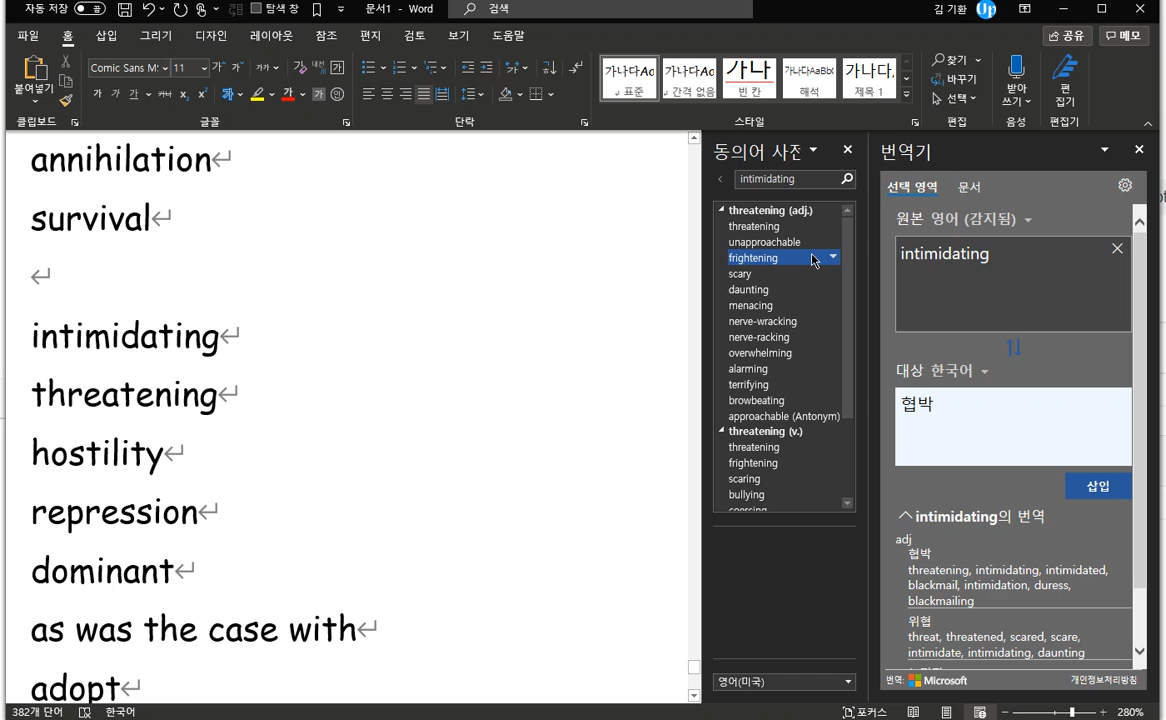 자동 저장 끔 탐색 창 문서1 - Word 검색 김 기환
파일 홈 삽입 그리기 디자인 레이아웃 참조 편지 검토 보기 도움말 공유 메모
붙여넣기 Comic Sans M: 11 가나다Aa 가나다Aa 가나 가나다AaBb( 가나다, 찾기 바꾸기 선택 받아쓰기 편집기
표준 간격 없음 빈 칸 해석 제목 1
클립보드 글꼴 단락 스타일 편집 음성 편집기
annihilation
survival
intimidating
threatening
hostility
repression
dominant
as was the case with
adopt
동의어 사전
intimidating
threatening (adj.)
threatening
unapproachable
frightening
scary
daunting
menacing
nerve-wracking
nerve-racking
overwhelming
alarming
terrifying
browbeating
approachable (Antonym)
threatening (v.)
threatening
frightening
scaring
bullying
coercing
영어(미국)
번역기
선택 영역 문서
원본 영어 (감지됨)
intimidating
대상 한국어
협박
삽입
intimidating의 번역
adj
협박
threatening, intimidating, intimidated,
blackmail, intimidation, duress,
blackmailing
위협
threat, threatened, scared, scare,
intimidate, intimidating, daunting
번역: Microsoft 개인정보처리방침
382개 단어 한국어 포커스 280%